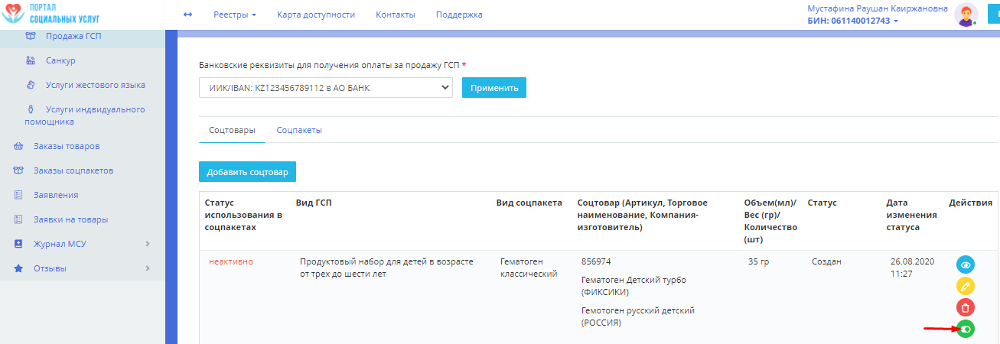 ПОРТАЛ
СОЦИАЛЬНЫХ УСЛУГ
Реестры
Карта доступности
Контакты
Поддержка
Мустафина Раушан Каиржановна
БИН: 061140012743
Продажа ГСП
Санкур
Услуги жестового языка
Услуги индвидуального
помощника
Заказы товаров
Заказы соцпакетов
Заявления
Заявки на товары
Журнал МСУ
Отзывы
Банковские реквизиты для получения оплаты за продажу ГСП *
ИИК/IBAN: KZ123456789112 в АО БАНК
Применить
Соцтовары
Соцпакеты
Добавить соцтовар
Статус
использования в
соцпакетах
Вид ГСП
Вид соцпакета
Соцтовар (Артикул, Торговое
наименование, Компания-
изготовитель)
Объем(мл)/
Вес (гр)/
Количество
(шт)
Статус
Дата
изменения
статуса
Действия
неактивно
Продуктовый набор для детей в возрасте
от трех до шести лет
Гематоген
классический
856974
Гематоген Детский турбо
(ФИКСИКИ)
Гемотоген русский детский
(РОССИЯ)
35 гр
Создан
26.08.2020
11:27